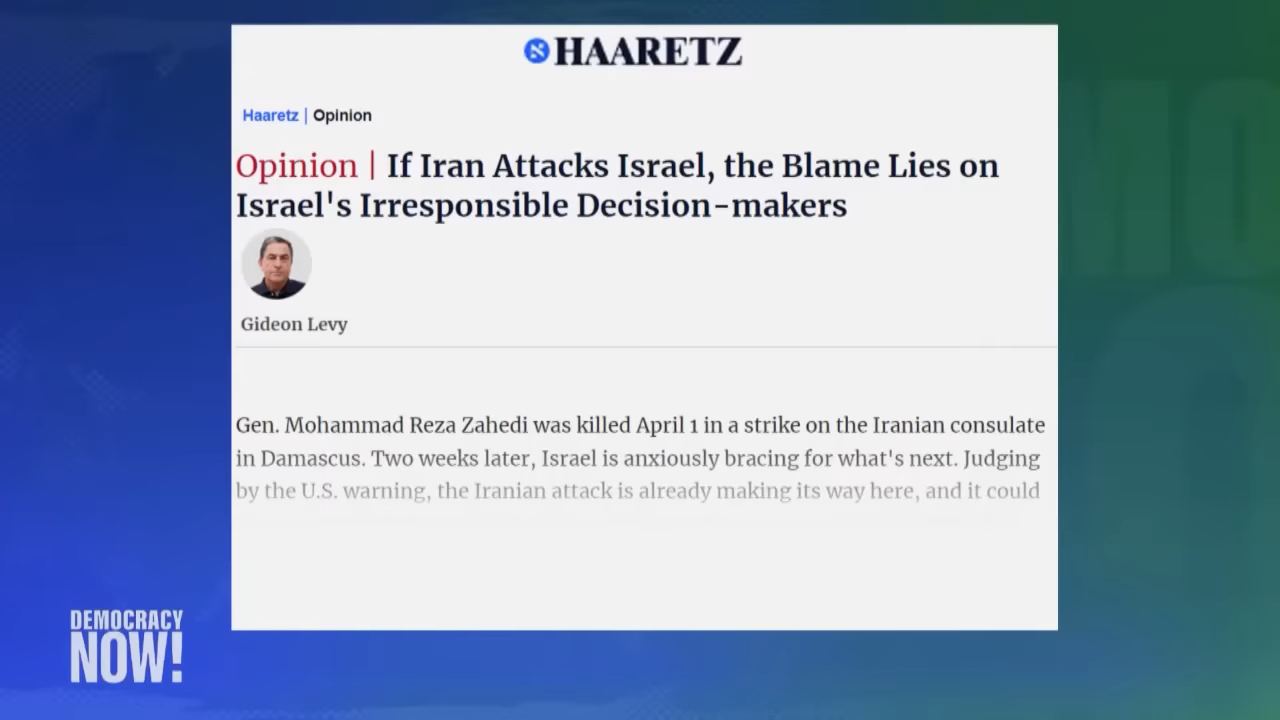 HAARETZ
Haaretz | Opinion
Opinion | If Iran Attacks Israel, the Blame Lies on
Israel's Irresponsible Decision-makers
Gideon Levy
Gen. Mohammad Reza Zahedi was killed April 1 in a strike on the Iranian consulate
in Damascus. Two weeks later, Israel is anxiously bracing for what's next. Judging
by the U.S. warning, the Iranian attack is already making its way here, and it could
DEMOCRACY
NOW!